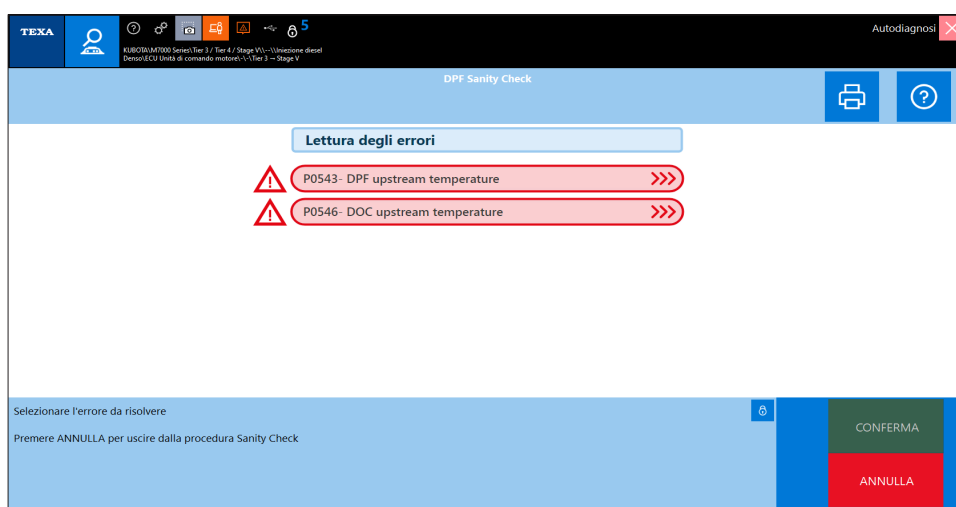 TEXA
5
Autodiagnosi
KUBOTA\M7000 Series\Tier 3 / Tier 4 / Stage V\\--\\Iniezione diesel
Denso\ECU Unità di comando motore\-\-\Tier 3 → Stage V
DPF Sanity Check
Lettura degli errori
P0543- DPF upstream temperature
P0546- DOC upstream temperature
Selezionare l'errore da risolvere
Premere ANNULLA per uscire dalla procedura Sanity Check
CONFERMA
ANNULLA